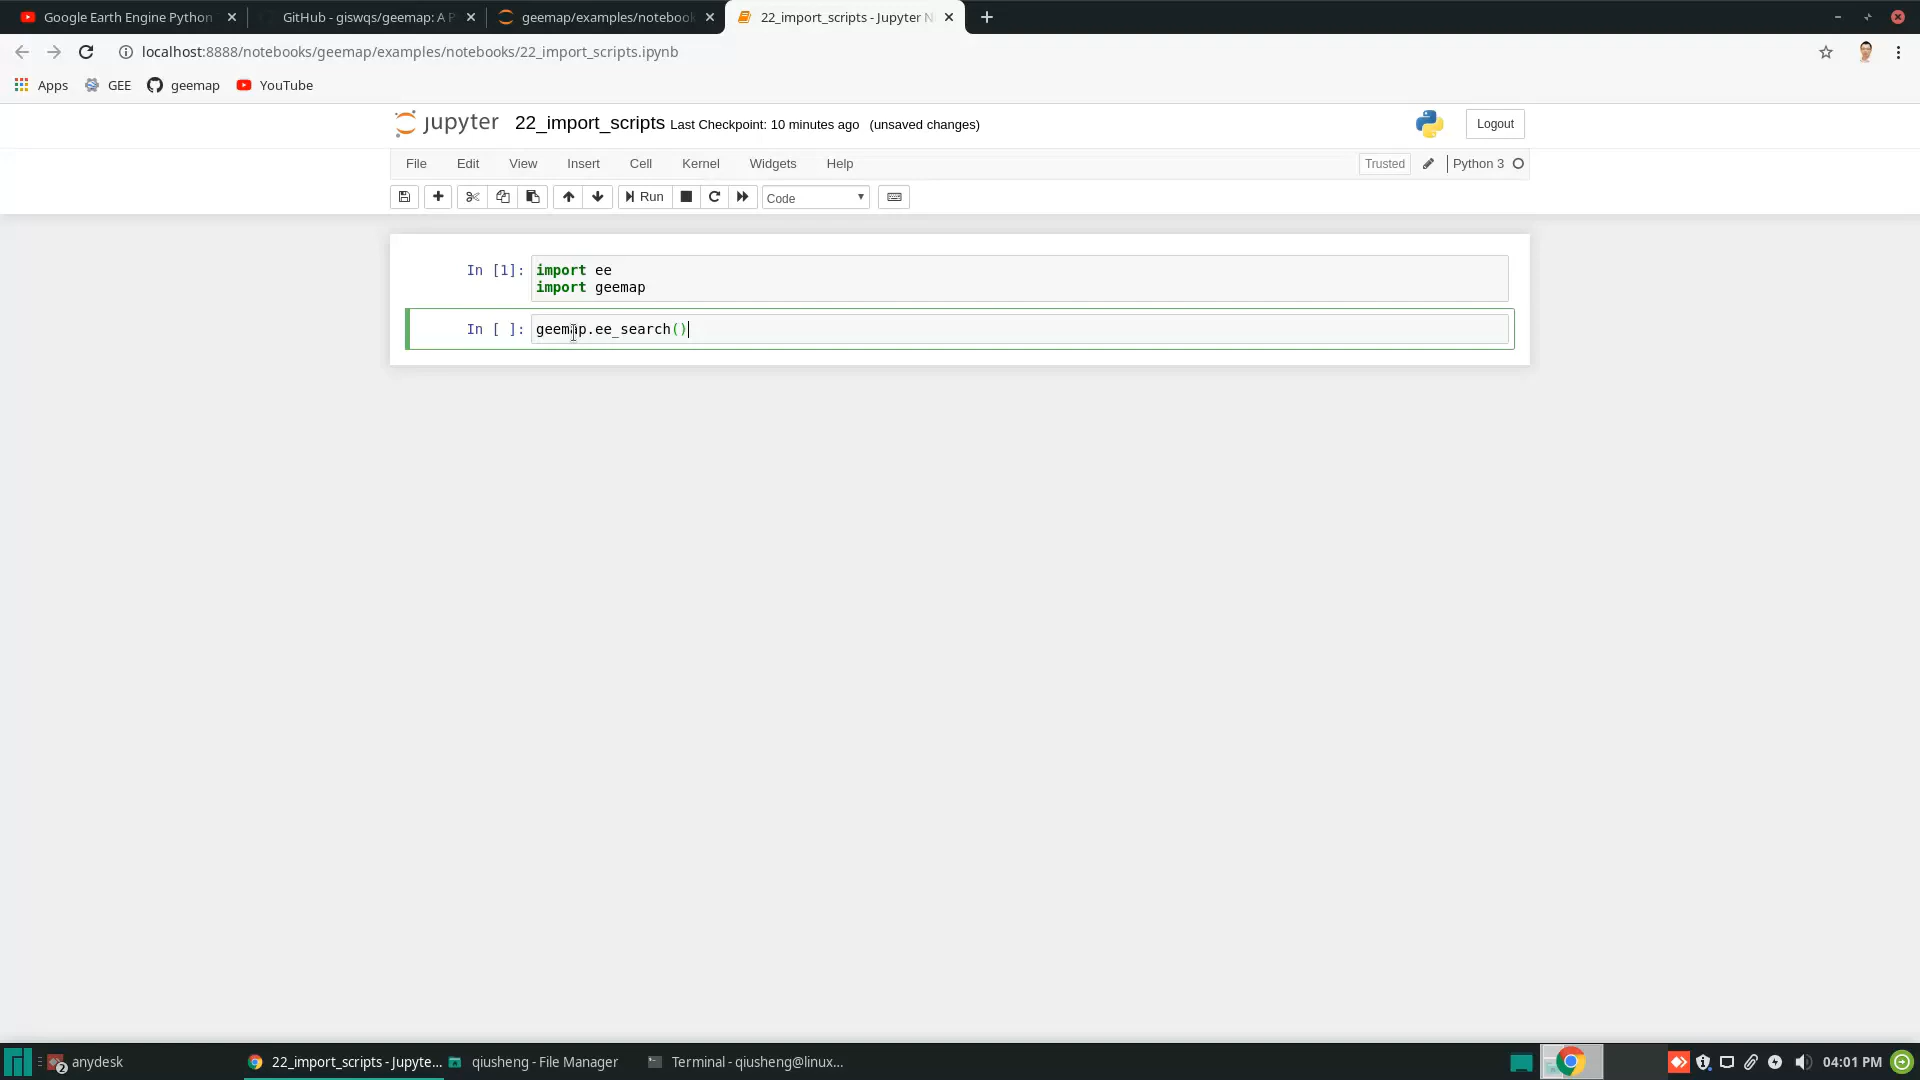 Google Earth Engine Python
GitHub - giswqs/geemap: A P
geemap/examples/notebook
22_import_scripts - Jupyter N
localhost:8888/notebooks/geemap/examples/notebooks/22_import_scripts.ipynb
Apps
GEE
geemap
YouTube
jupyter
22_import_scripts Last Checkpoint: 10 minutes ago (unsaved changes)
Logout
File
Edit
View
Insert
Cell
Kernel
Widgets
Help
Trusted
Python 3
Run
Code
In [1]:
import ee
import geemap
In [ ]:
geemap.ee_search()
2
anydesk
22_import_scripts - Jupyte...
qiusheng - File Manager
Terminal - qiusheng@linux...
04:01 PM